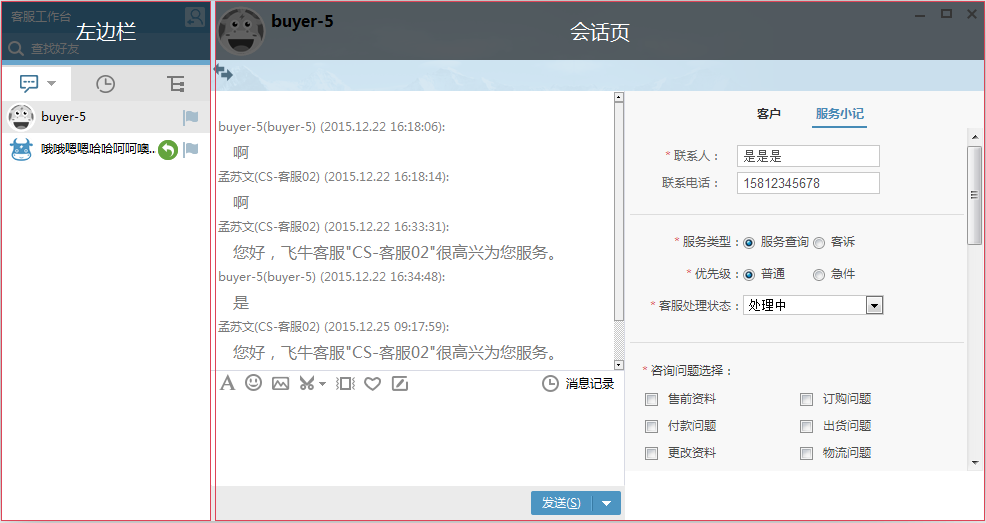 客服工作台
左边栏
查找好友
buyer-5
哦哦嗯嗯哈哈呵呵噢..
buyer-5
会话页
buyer-5(buyer-5) (2015.12.22 16:18:06):
啊
孟苏文(CS-客服02) (2015.12.22 16:18:14):
啊
孟苏文(CS-客服02) (2015.12.22 16:33:31):
您好，飞牛客服"CS-客服02"很高兴为您服务。
buyer-5(buyer-5) (2015.12.22 16:34:48):
是
孟苏文(CS-客服02) (2015.12.25 09:17:59):
您好，飞牛客服"CS-客服02"很高兴为您服务。
消息记录
发送(S)
客户 服务小记
* 联系人： 是是是
联系电话： 15812345678
* 服务类型： 服务查询 客诉
* 优先级： 普通 急件
* 客服处理状态： 处理中
* 咨询问题选择：
售前资料 订购问题
付款问题 出货问题
更改资料 物流问题